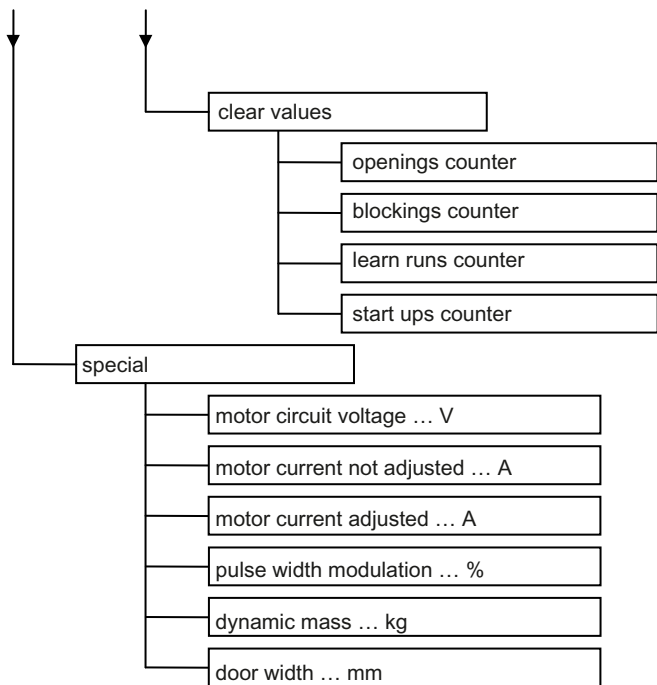 clear values
openings counter
blockings counter
learn runs counter
start ups counter
special
motor circuit voltage … V
motor current not adjusted … A
motor current adjusted … A
pulse width modulation … %
dynamic mass … kg
door width … mm